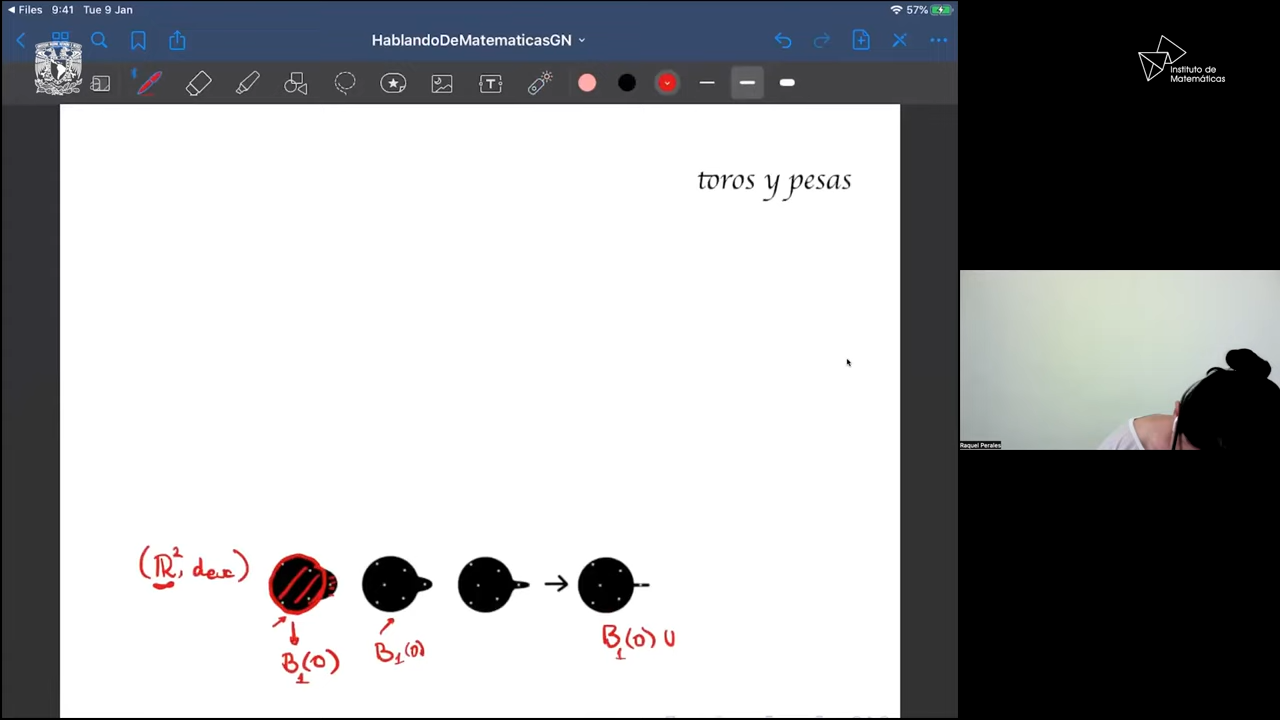 Files 9:41 Tue 9 Jan
57%
HablandoDeMatematicasGN
Instituto de
Matemáticas
T
toros y pesas
Raquel Perales
(ℝ², deuc)
B₁(0)
B₁(0)
B₁(0) U